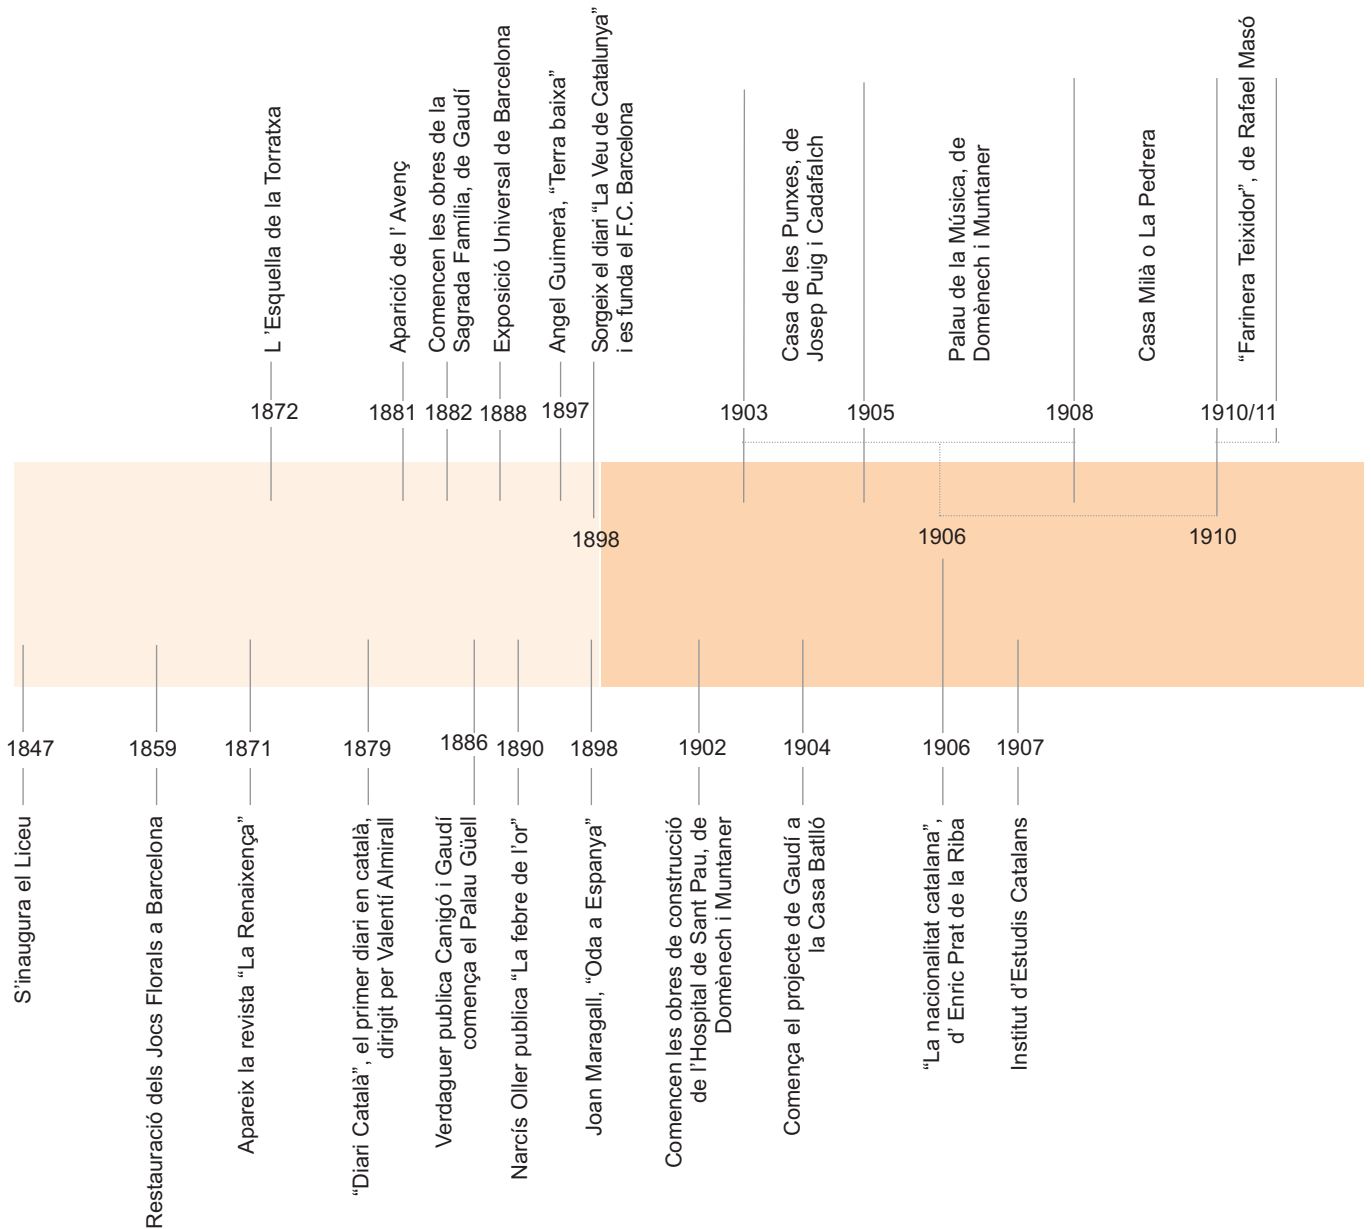 L 'Esquella de la Torratxa
Aparició de l' Avenç
Comencen les obres de la
Sagrada Família, de Gaudí
Exposició Universal de Barcelona
Angel Guimerà, “Terra baixa”
Sorgeix el diari “La Veu de Catalunya”
i es funda el F.C. Barcelona
Casa de les Punxes, de
Josep Puig i Cadafalch
Palau de la Música, de
Domènech i Muntaner
Casa Milà o La Pedrera
“Farinera Teixidor”, de Rafael Masó
1872
1881
1882
1888
1897
1903
1905
1908
1910/11
1898
1906
1910
1847
1859
1871
1879
1886
1890
1898
1902
1904
1906
1907
S'inaugura el Liceu
Restauració dels Jocs Florals a Barcelona
Apareix la revista “La Renaixença”
“Diari Català”, el primer diari en català,
dirigit per Valentí Almirall
Verdaguer publica Canigó i Gaudí
comença el Palau Güell
Narcís Oller publica “La febre de l'or”
Joan Maragall, “Oda a Espanya”
Comencen les obres de construcció
de l'Hospital de Sant Pau, de
Domènech i Muntaner
Comença el projecte de Gaudí a
la Casa Batlló
“La nacionalitat catalana”,
d' Enric Prat de la Riba
Institut d'Estudis Catalans